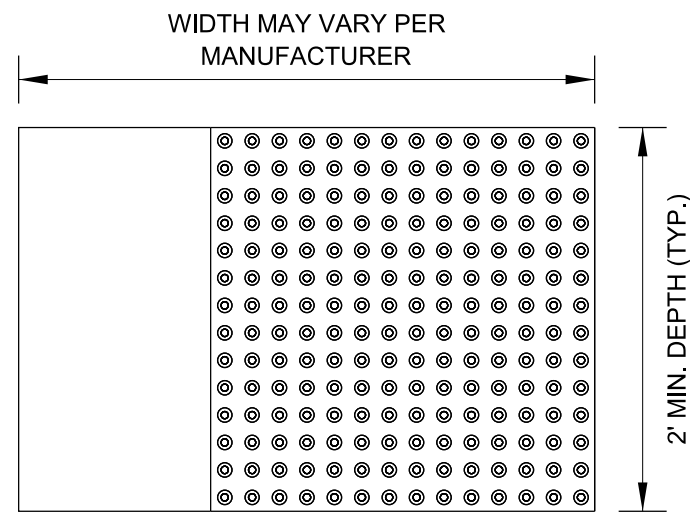 WIDTH MAY VARY PER
MANUFACTURER
2' MIN. DEPTH (TYP.)